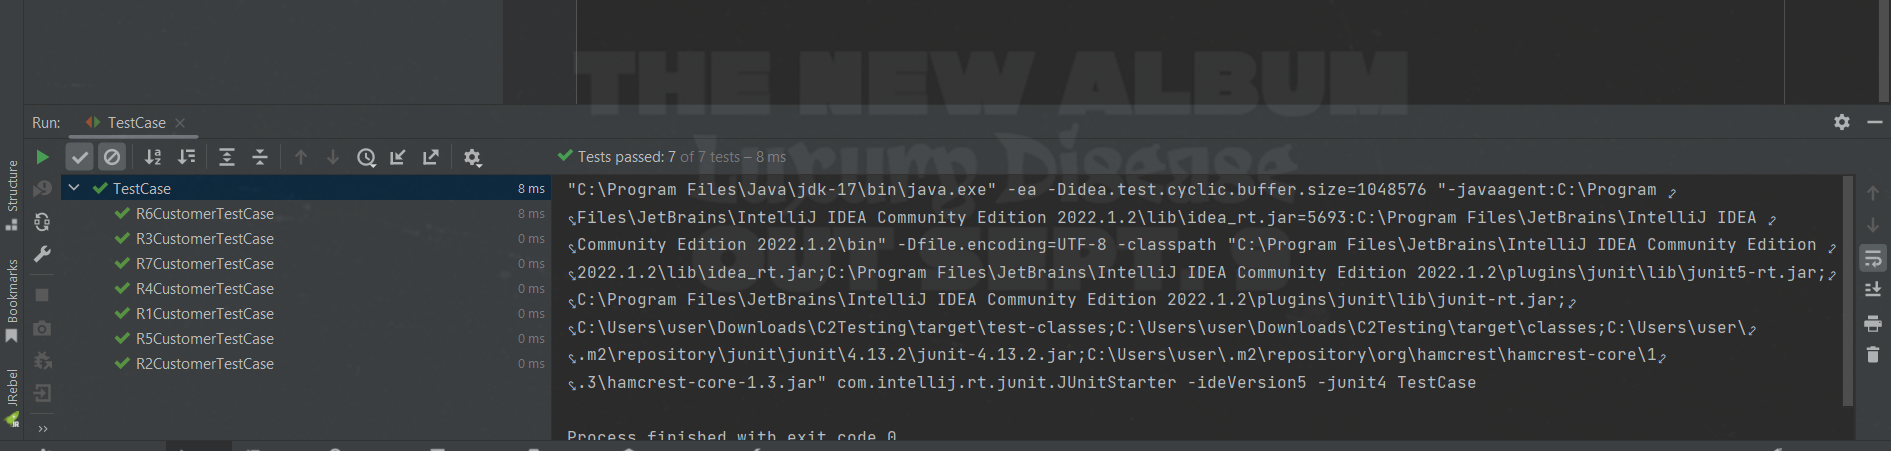 THE NEW ALBUM
Luxury Disease
OUT SEPT. 9
Run: TestCase
Tests passed: 7 of 7 tests – 8 ms
TestCase 8 ms
R6CustomerTestCase 8 ms
R3CustomerTestCase 0 ms
R7CustomerTestCase 0 ms
R4CustomerTestCase 0 ms
R1CustomerTestCase 0 ms
R5CustomerTestCase 0 ms
R2CustomerTestCase 0 ms
"C:\Program Files\Java\jdk-17\bin\java.exe" -ea -Didea.test.cyclic.buffer.size=1048576 "-javaagent:C:\Program
Files\JetBrains\IntelliJ IDEA Community Edition 2022.1.2\lib\idea_rt.jar=5693:C:\Program Files\JetBrains\IntelliJ IDEA
Community Edition 2022.1.2\bin" -Dfile.encoding=UTF-8 -classpath "C:\Program Files\JetBrains\IntelliJ IDEA Community Edition
2022.1.2\lib\idea_rt.jar;C:\Program Files\JetBrains\IntelliJ IDEA Community Edition 2022.1.2\plugins\junit\lib\junit5-rt.jar;
C:\Program Files\JetBrains\IntelliJ IDEA Community Edition 2022.1.2\plugins\junit\lib\junit-rt.jar;
C:\Users\user\Downloads\C2Testing\target\test-classes;C:\Users\user\Downloads\C2Testing\target\classes;C:\Users\user\
.m2\repository\junit\junit\4.13.2\junit-4.13.2.jar;C:\Users\user\.m2\repository\org\hamcrest\hamcrest-core\1
.3\hamcrest-core-1.3.jar" com.intellij.rt.junit.JUnitStarter -ideVersion5 -junit4 TestCase
Process finished with exit code 0
Structure
Bookmarks
JRebel